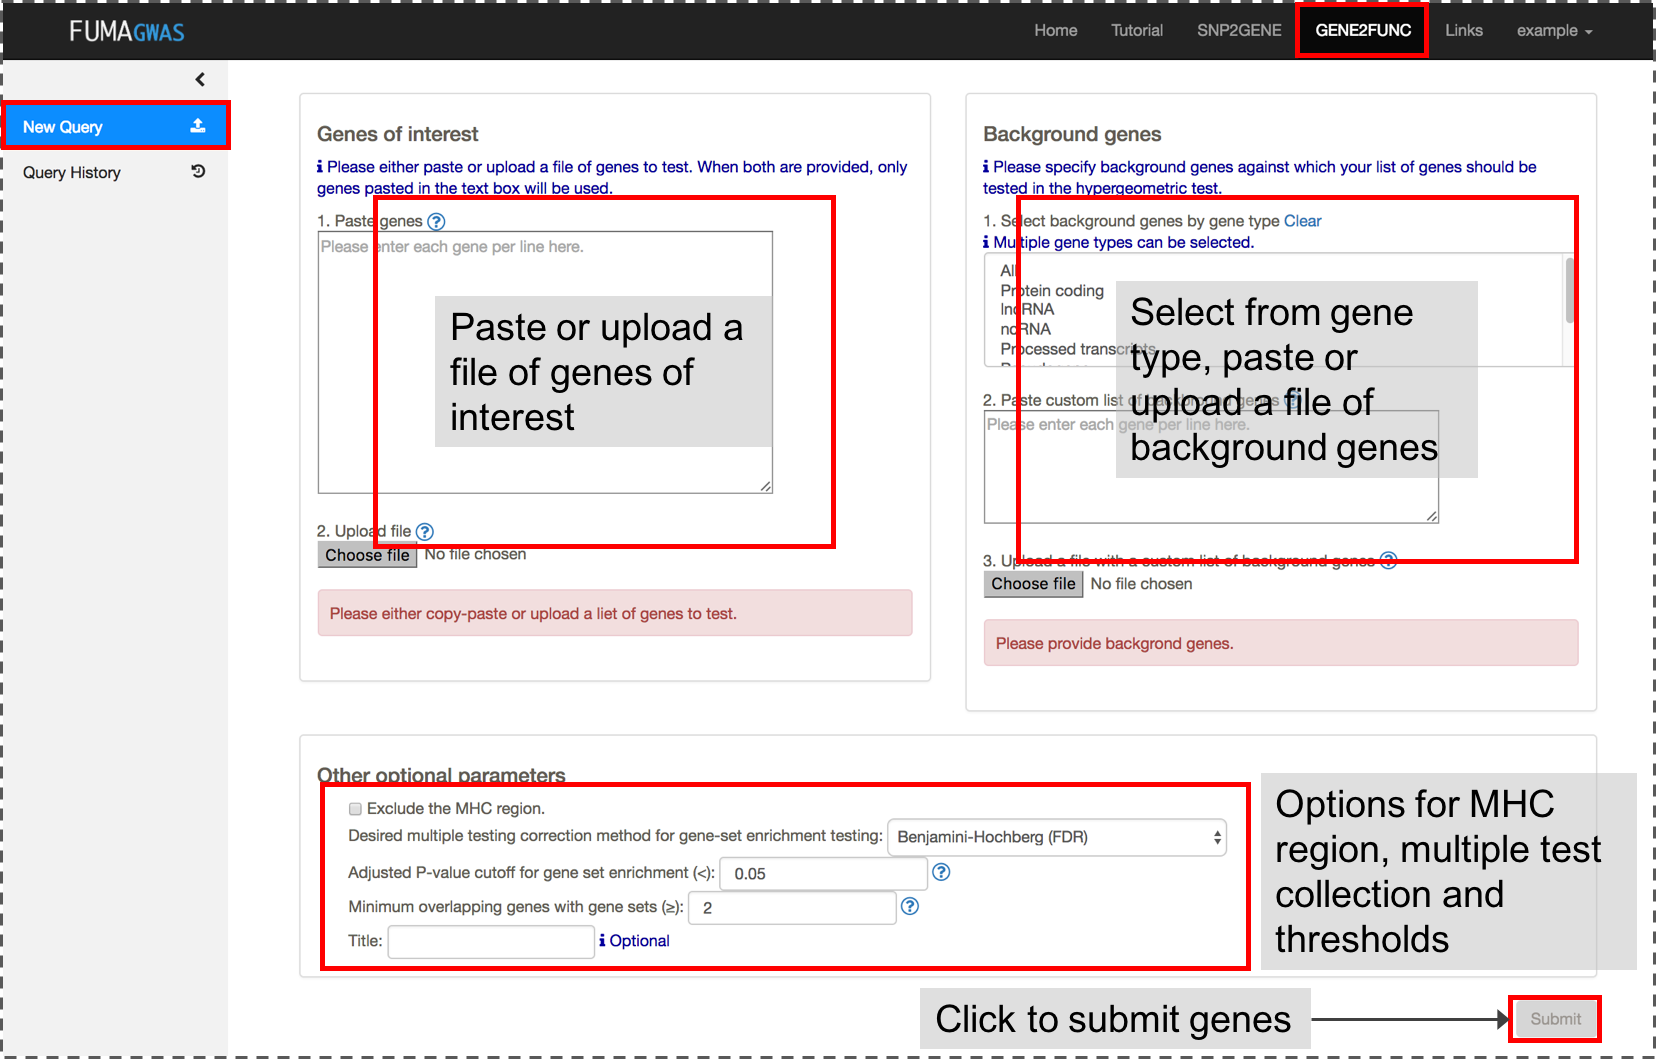 FUMAGWAS
Home Tutorial SNP2GENE GENE2FUNC Links example
New Query
Query History
Genes of interest
Please either paste or upload a file of genes to test. When both are provided, only
genes pasted in the text box will be used.
1. Paste genes
Please enter each gene per line here.
Paste or upload a
file of genes of
interest
2. Upload file
Choose file No file chosen
Please either copy-paste or upload a liet of genes to test.
Background genes
Please specify background genes against which your list of genes should be
tested in the hypergeometric test.
1. Select background genes by gene type Clear
Multiple gene types can be selected.
All
Protein coding
lncRNA
ncRNA
Processed transcripts
Select from gene
type, paste or
upload a file of
background genes
2. Paste custom list of background genes
Please enter each gene per line here.
3. Upload a file with a custom list of background genes
Choose file No file chosen
Please provide backgrond genes.
Other optional parameters
Exclude the MHC region.
Desired multiple testing correction method for gene-set enrichment testing: Benjamini-Hochberg (FDR)
Adjusted P-value cutoff for gene set enrichment (<): 0.05
Minimum overlapping genes with gene sets (≥): 2
Title: Optional
Options for MHC
region, multiple test
collection and
thresholds
Click to submit genes
Submit